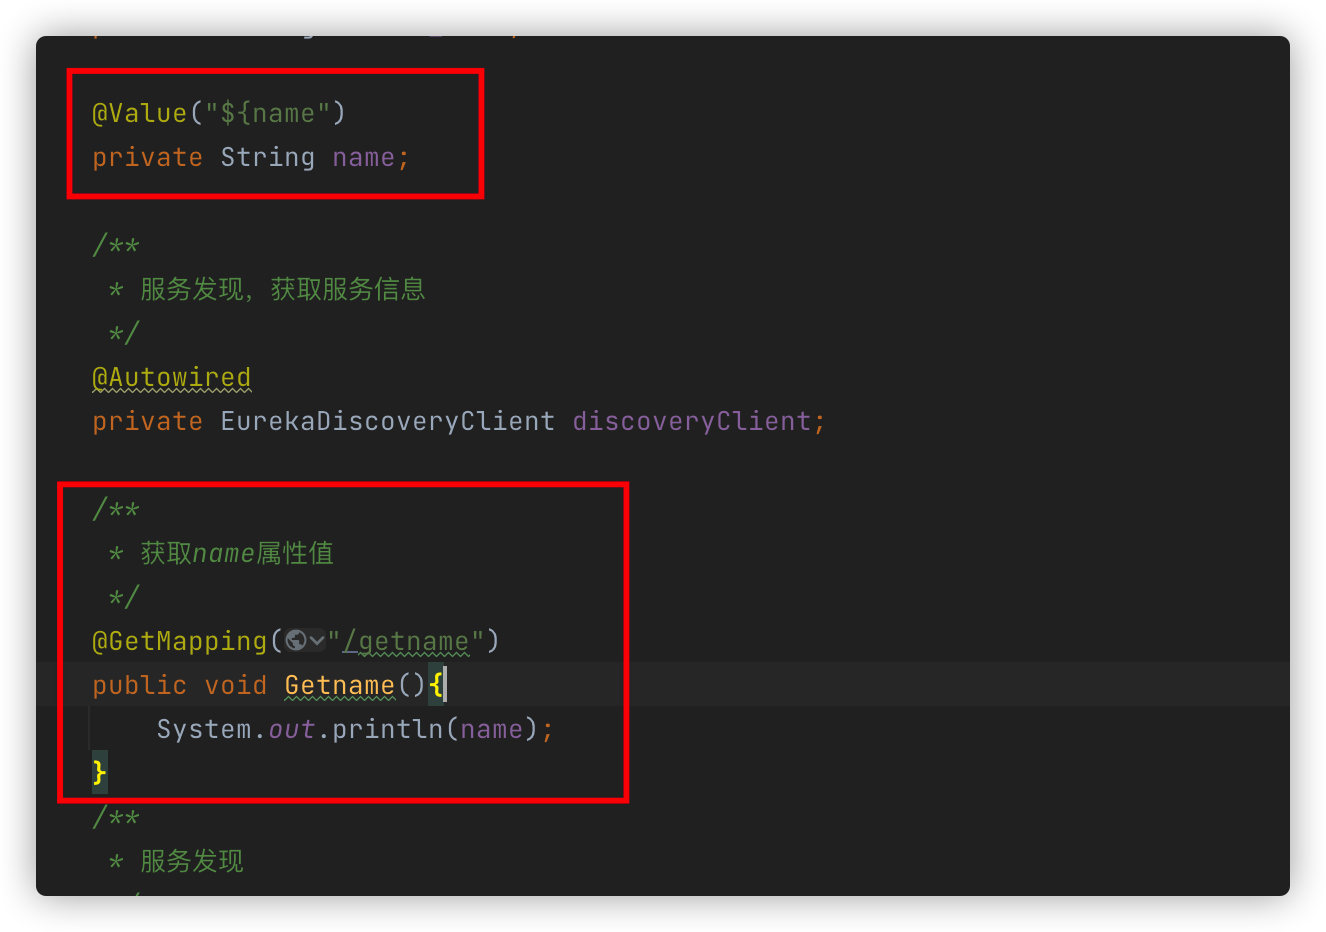 @Value("${name")
private String name;
/**
* 服务发现，获取服务信息
*/
@Autowired
private EurekaDiscoveryClient discoveryClient;
/**
* 获取name属性值
*/
@GetMapping("/getname")
public void Getname(){
System.out.println(name);
}
/**
* 服务发现